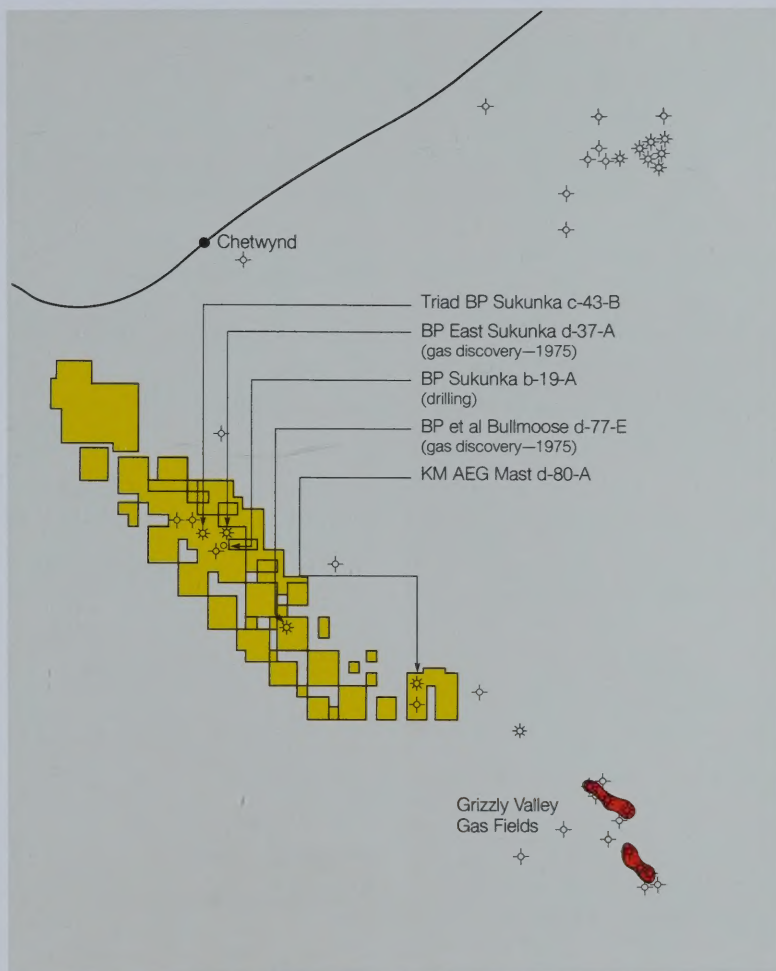 Chetwynd
Triad BP Sukunka c-43-B
BP East Sukunka d-37-A
(gas discovery—1975)
BP Sukunka b-19-A
(drilling)
BP et al Bullmoose d-77-E
(gas discovery—1975)
KM AEG Mast d-80-A
Grizzly Valley
Gas Fields